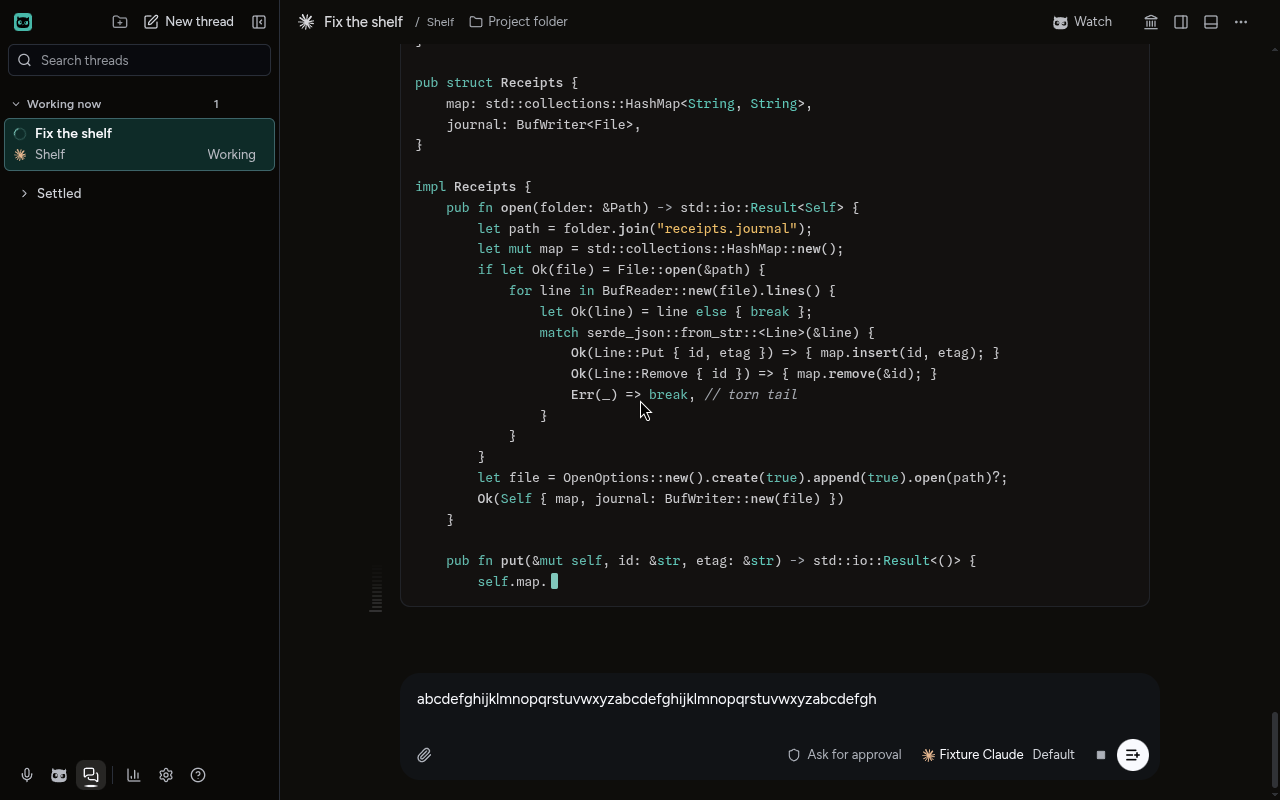 New thread
Search threads
Working now 1
Fix the shelf
Shelf Working
Settled
Fix the shelf / Shelf Project folder
Watch
pub struct Receipts {
map: std::collections::HashMap<String, String>,
journal: BufWriter<File>,
}
impl Receipts {
pub fn open(folder: &Path) -> std::io::Result<Self> {
let path = folder.join("receipts.journal");
let mut map = std::collections::HashMap::new();
if let Ok(file) = File::open(&path) {
for line in BufReader::new(file).lines() {
let Ok(line) = line else { break };
match serde_json::from_str::<Line>(&line) {
Ok(Line::Put { id, etag }) => { map.insert(id, etag); }
Ok(Line::Remove { id }) => { map.remove(&id); }
Err(_) => break, // torn tail
}
}
}
let file = OpenOptions::new().create(true).append(true).open(path)?;
Ok(Self { map, journal: BufWriter::new(file) })
}
pub fn put(&mut self, id: &str, etag: &str) -> std::io::Result<()> {
self.map.
abcdefghijklmnopqrstuvwxyzabcdefghijklmnopqrstuvwxyzabcdefgh
Ask for approval
Fixture Claude Default